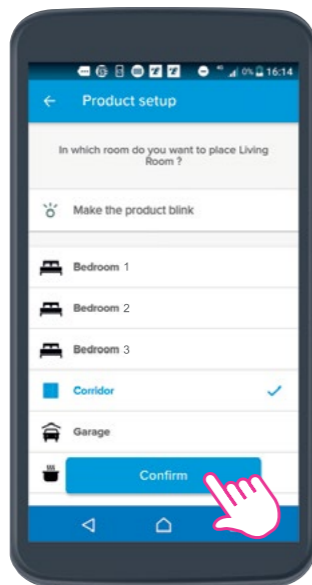 0% 16:14
Product setup
In which room do you want to place Living
Room ?
Make the product blink
Bedroom 1
Bedroom 2
Bedroom 3
Corridor
Garage
Confirm